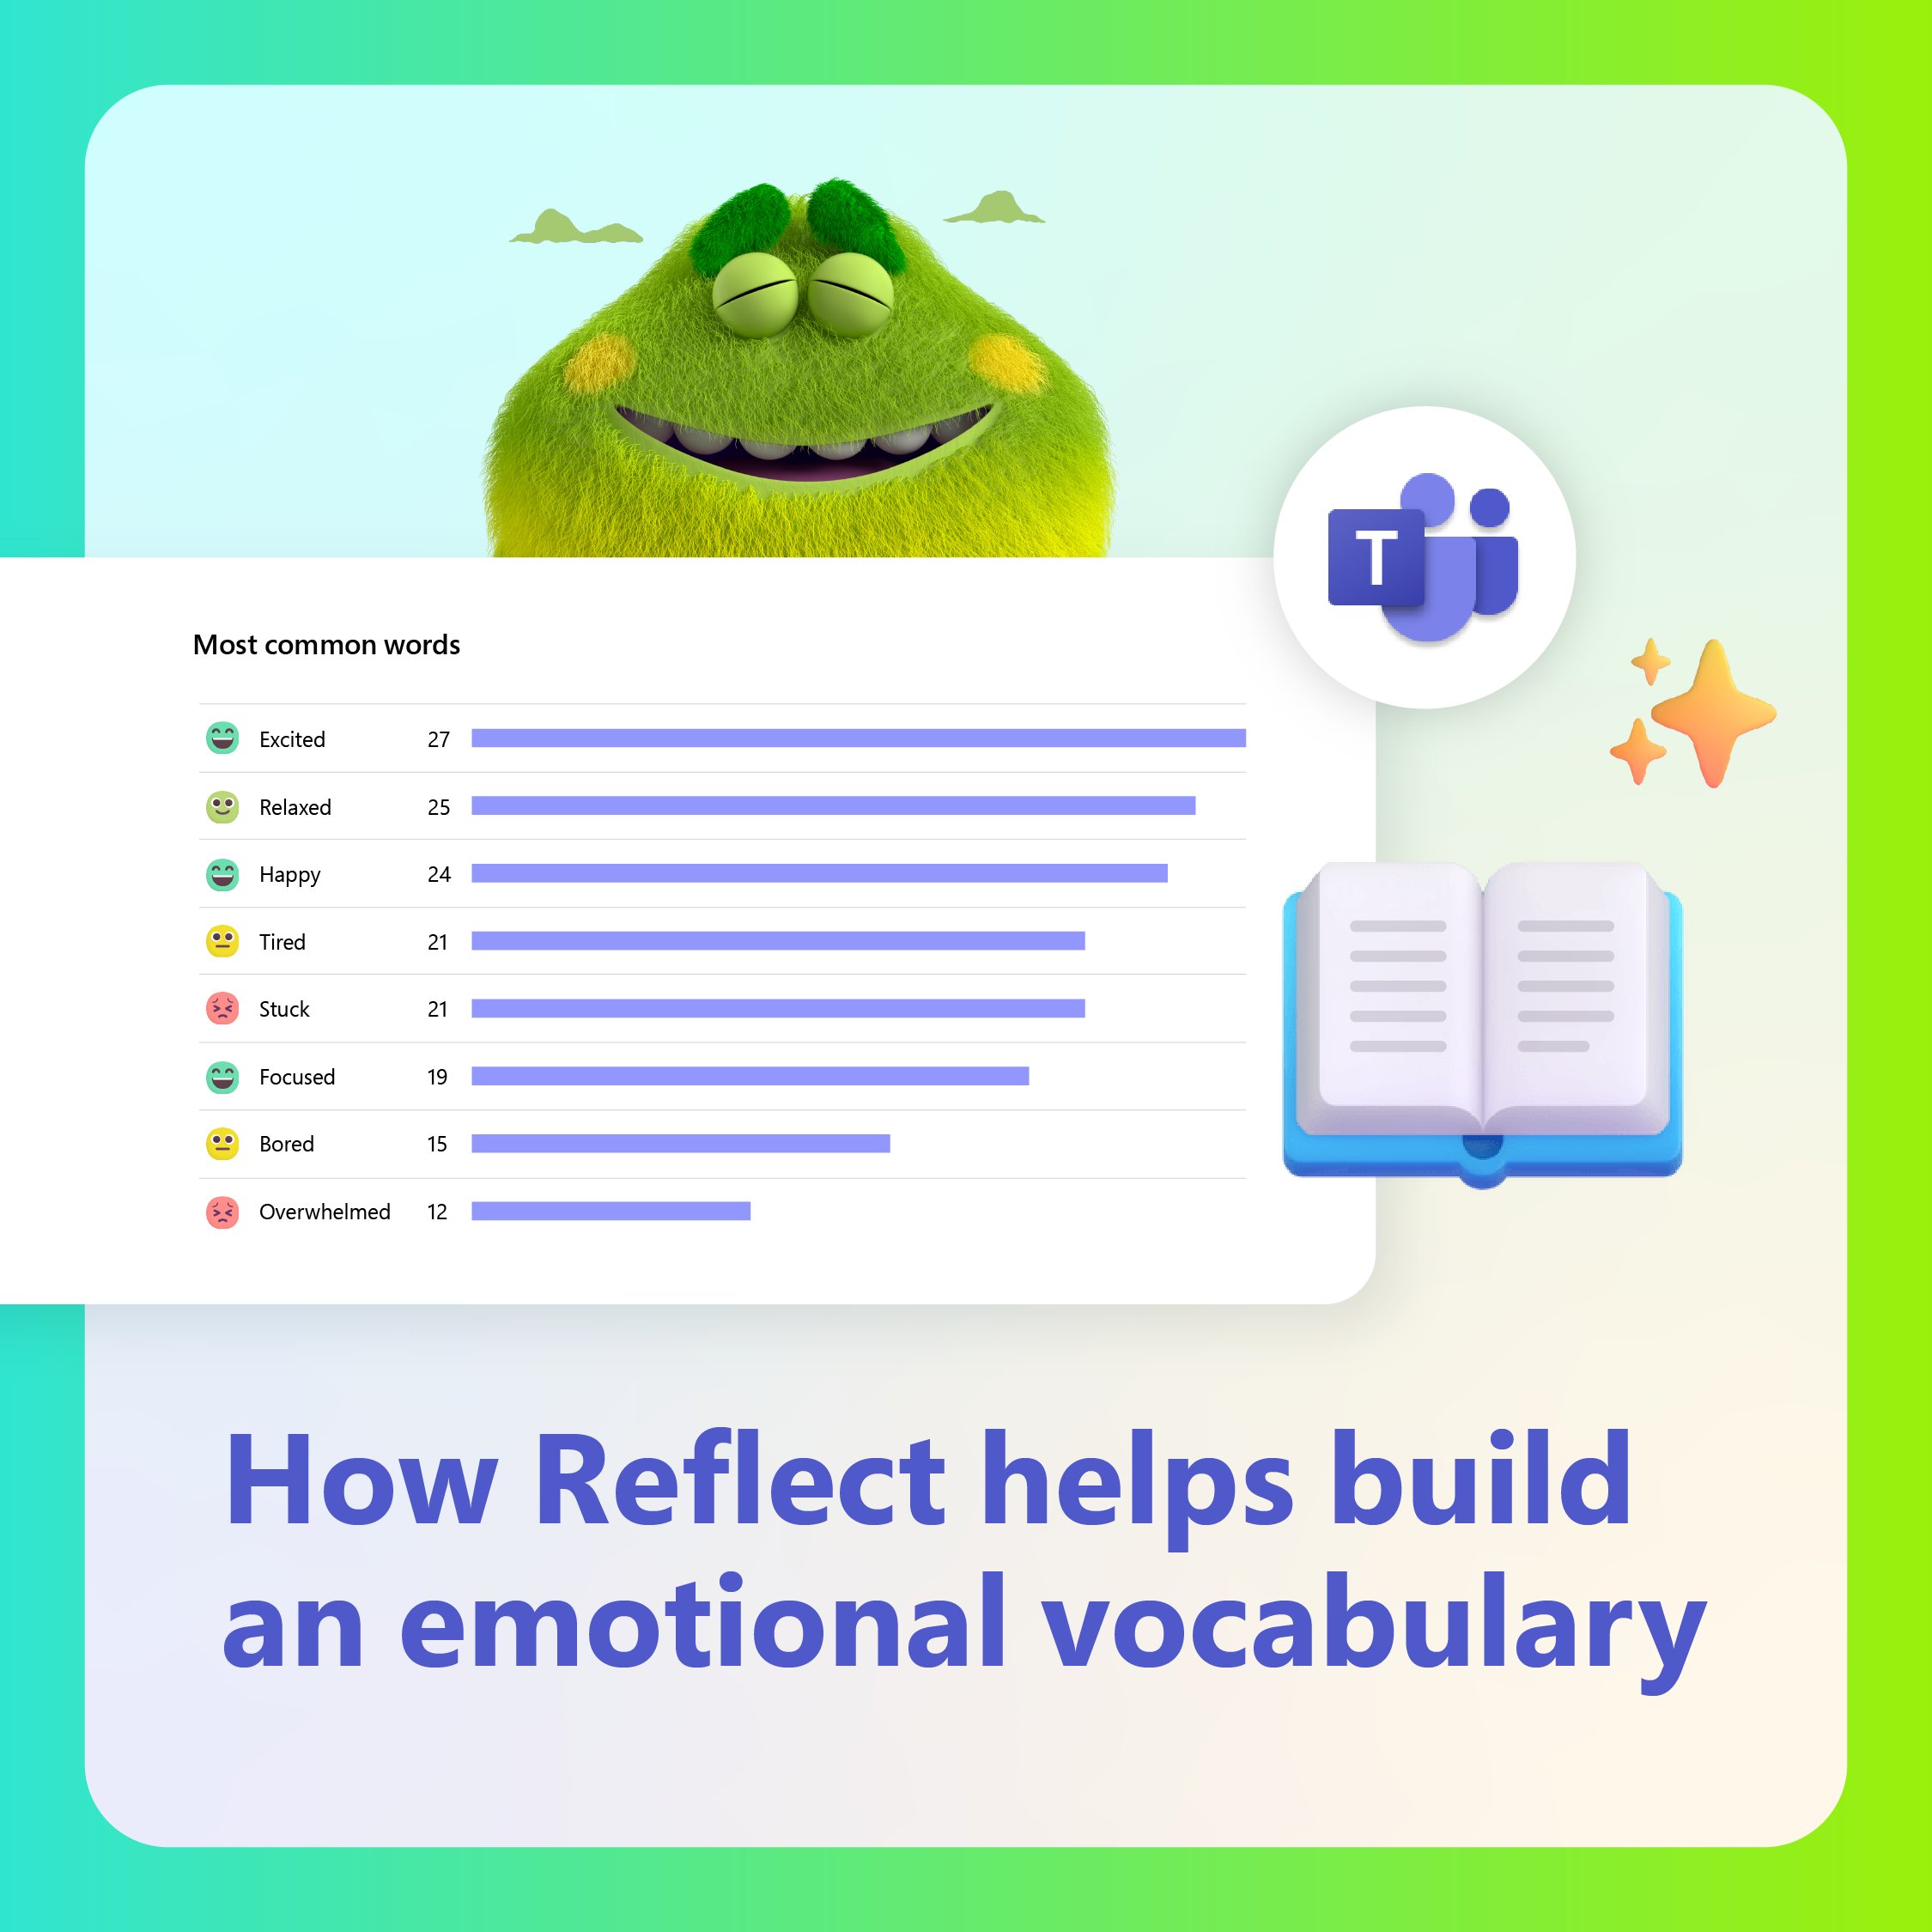 T
Most common words
Excited 27
Relaxed 25
Happy 24
Tired 21
Stuck 21
Focused 19
Bored 15
Overwhelmed 12
How Reflect helps build
an emotional vocabulary